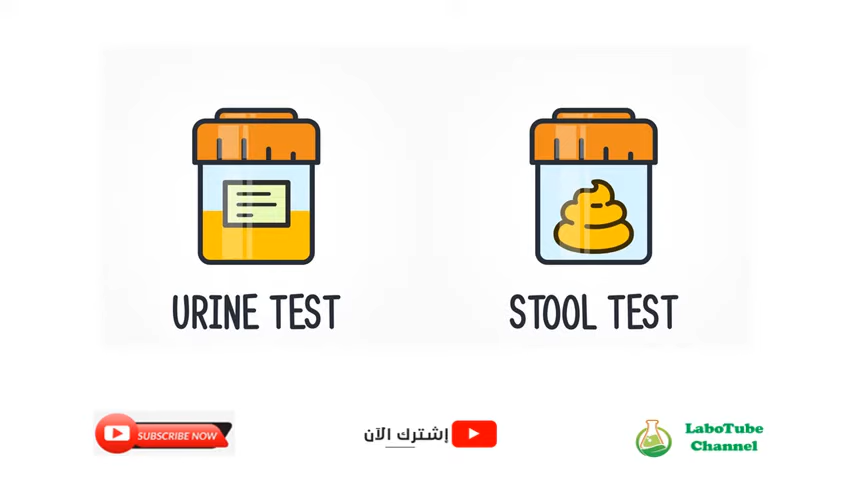 URINE TEST
STOOL TEST
SUBSCRIBE NOW
إشترك الآن
LaboTube
Channel